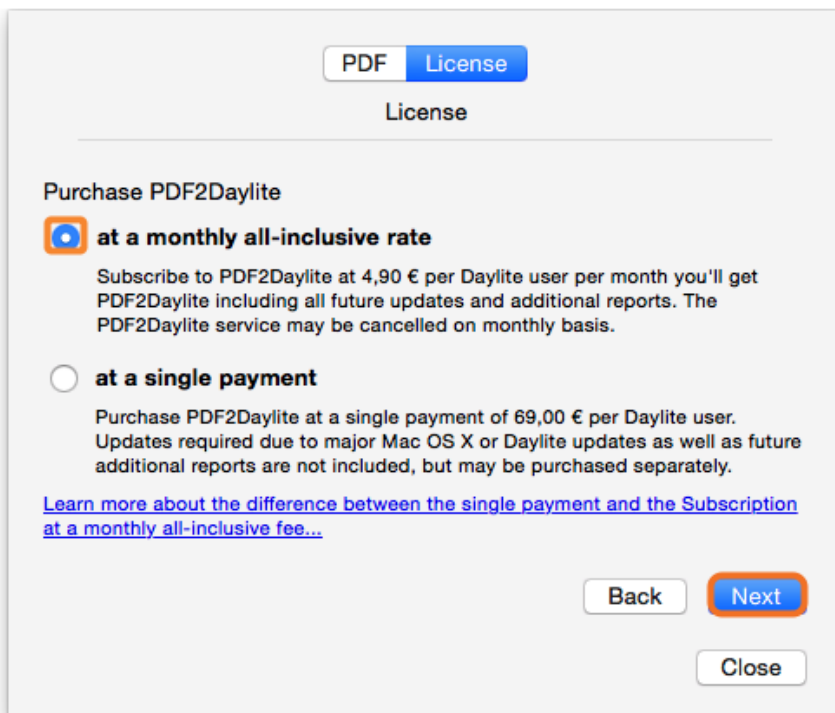 PDF License
License
Purchase PDF2Daylite
at a monthly all-inclusive rate
Subscribe to PDF2Daylite at 4,90 € per Daylite user per month you'll get
PDF2Daylite including all future updates and additional reports. The
PDF2Daylite service may be cancelled on monthly basis.
at a single payment
Purchase PDF2Daylite at a single payment of 69,00 € per Daylite user.
Updates required due to major Mac OS X or Daylite updates as well as future
additional reports are not included, but may be purchased separately.
Learn more about the difference between the single payment and the Subscription
at a monthly all-inclusive fee...
Back Next
Close